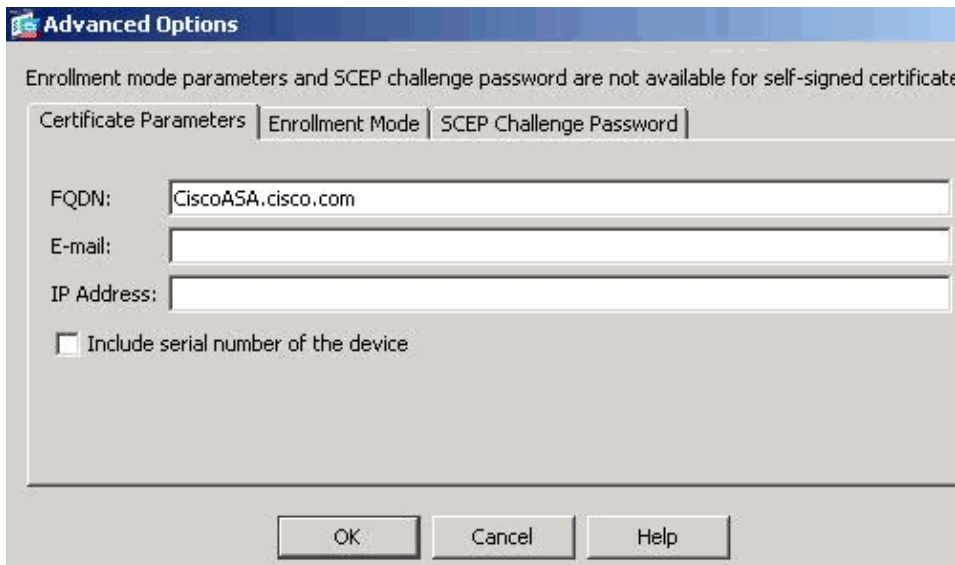 Advanced Options
Enrollment mode parameters and SCEP challenge password are not available for self-signed certificate
Certificate Parameters
Enrollment Mode
SCEP Challenge Password
FQDN:
CiscoASA.cisco.com
E-mail:
IP Address:
Include serial number of the device
OK
Cancel
Help